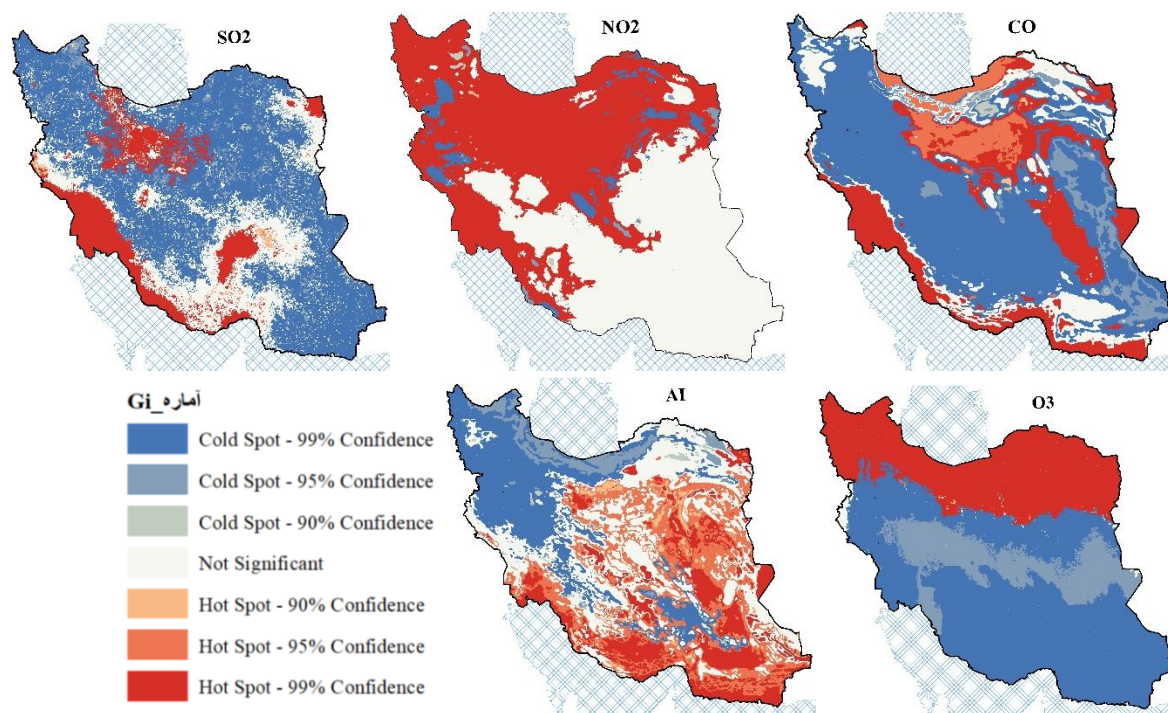 SO2
NO2
CO
آماره_Gi
Cold Spot - 99% Confidence
Cold Spot - 95% Confidence
Cold Spot - 90% Confidence
Not Significant
Hot Spot - 90% Confidence
Hot Spot - 95% Confidence
Hot Spot - 99% Confidence
AI
O3